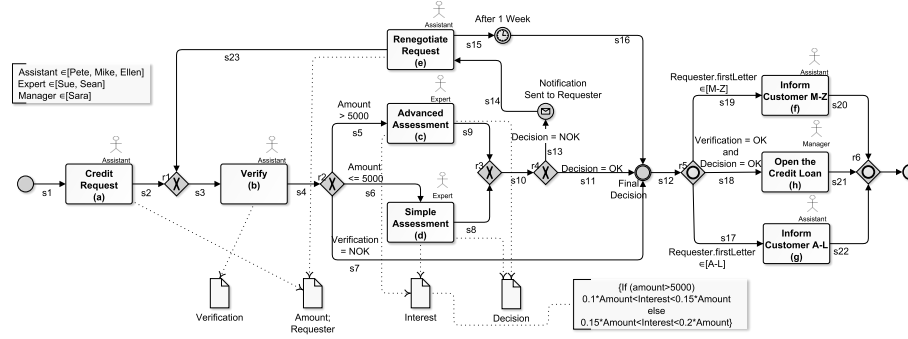 After 1 Week
Assistant
Renegotiate
Request
(e)
s15
s16
s23
Assistant ∈[Pete, Mike, Ellen]
Expert ∈[Sue, Sean]
Manager ∈[Sara]
Notification
Sent to Requester
s14
Requester.firstLetter
∈[M-Z]
s19
Assistant
Inform
Customer M-Z
(f)
s20
Amount
> 5000
s5
Expert
Advanced
Assessment
(c)
s9
Decision = NOK
s13
s1
Assistant
Credit
Request
(a)
s2
r1
s3
Assistant
Verify
(b)
s4
r2
Amount
<= 5000
s6
r3
s10
r4
Decision = OK
s11
Final
Decision
s12
r5
Verification = OK
and
Decision = OK
s18
Manager
Open the
Credit Loan
(h)
s21
r6
Expert
Simple
Assessment
(d)
s8
Verification
= NOK
s7
s17
Requester.firstLetter
∈[A-L]
Assistant
Inform
Customer A-L
(g)
s22
Verification
Amount;
Requester
Interest
Decision
{If (amount>5000)
0.1*Amount<Interest<0.15*Amount
else
0.15*Amount<Interest<0.2*Amount}